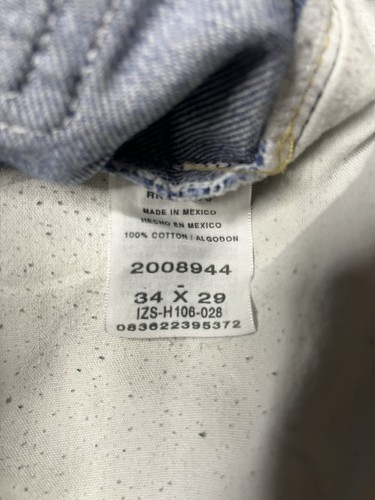 MADE IN MEXICO
HECHO EN MEXICO
100% COTTON / ALGODON
2008944
34 X 29
IZS-H106-028
083622395372